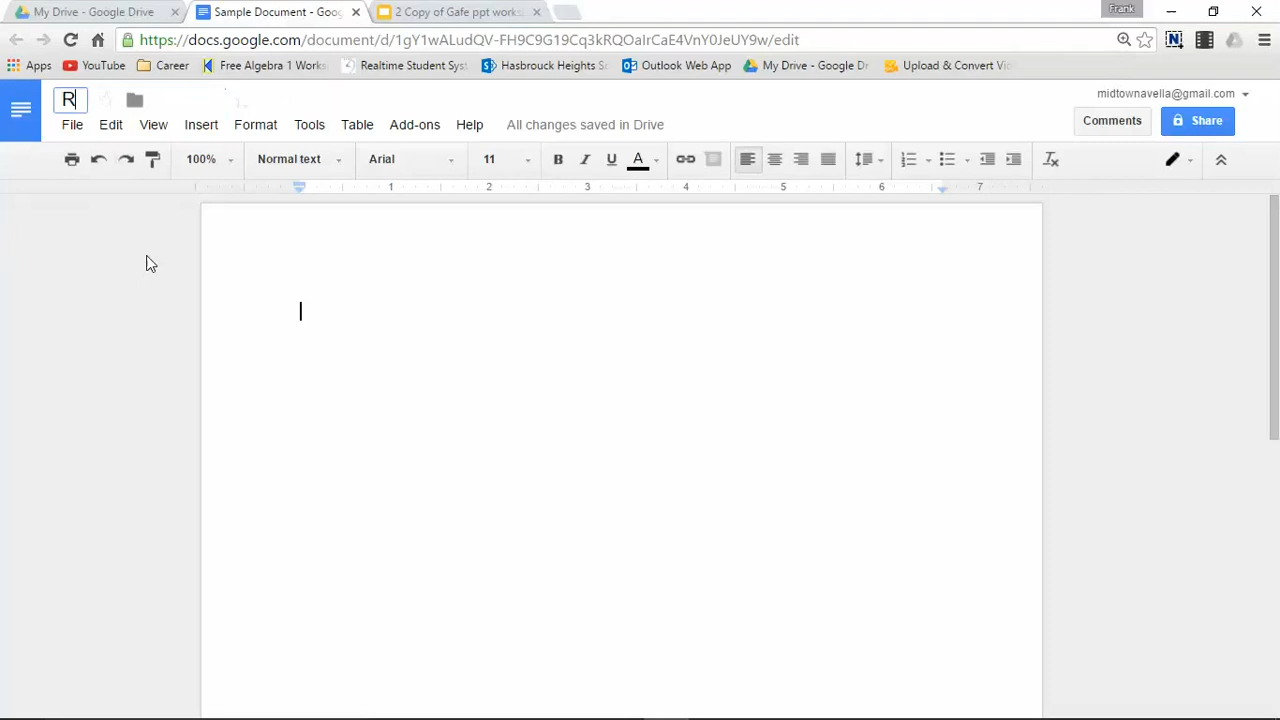 My Drive - Google Drive
Sample Document - Goog
2 Copy of Gafe ppt works
Frank
https://docs.google.com/document/d/1gY1wALudQV-FH9C9G19Cq3kRQOaIrCaE4VnY0JeUY9w/edit
Apps YouTube Career Free Algebra 1 Works Realtime Student Sys Hasbrouck Heights Sc Outlook Web App My Drive - Google Dr Upload & Convert Vi
R
midtownavella@gmail.com
File Edit View Insert Format Tools Table Add-ons Help All changes saved in Drive
Comments Share
100% Normal text Arial 11 B I U A
1 2 3 4 5 6 7